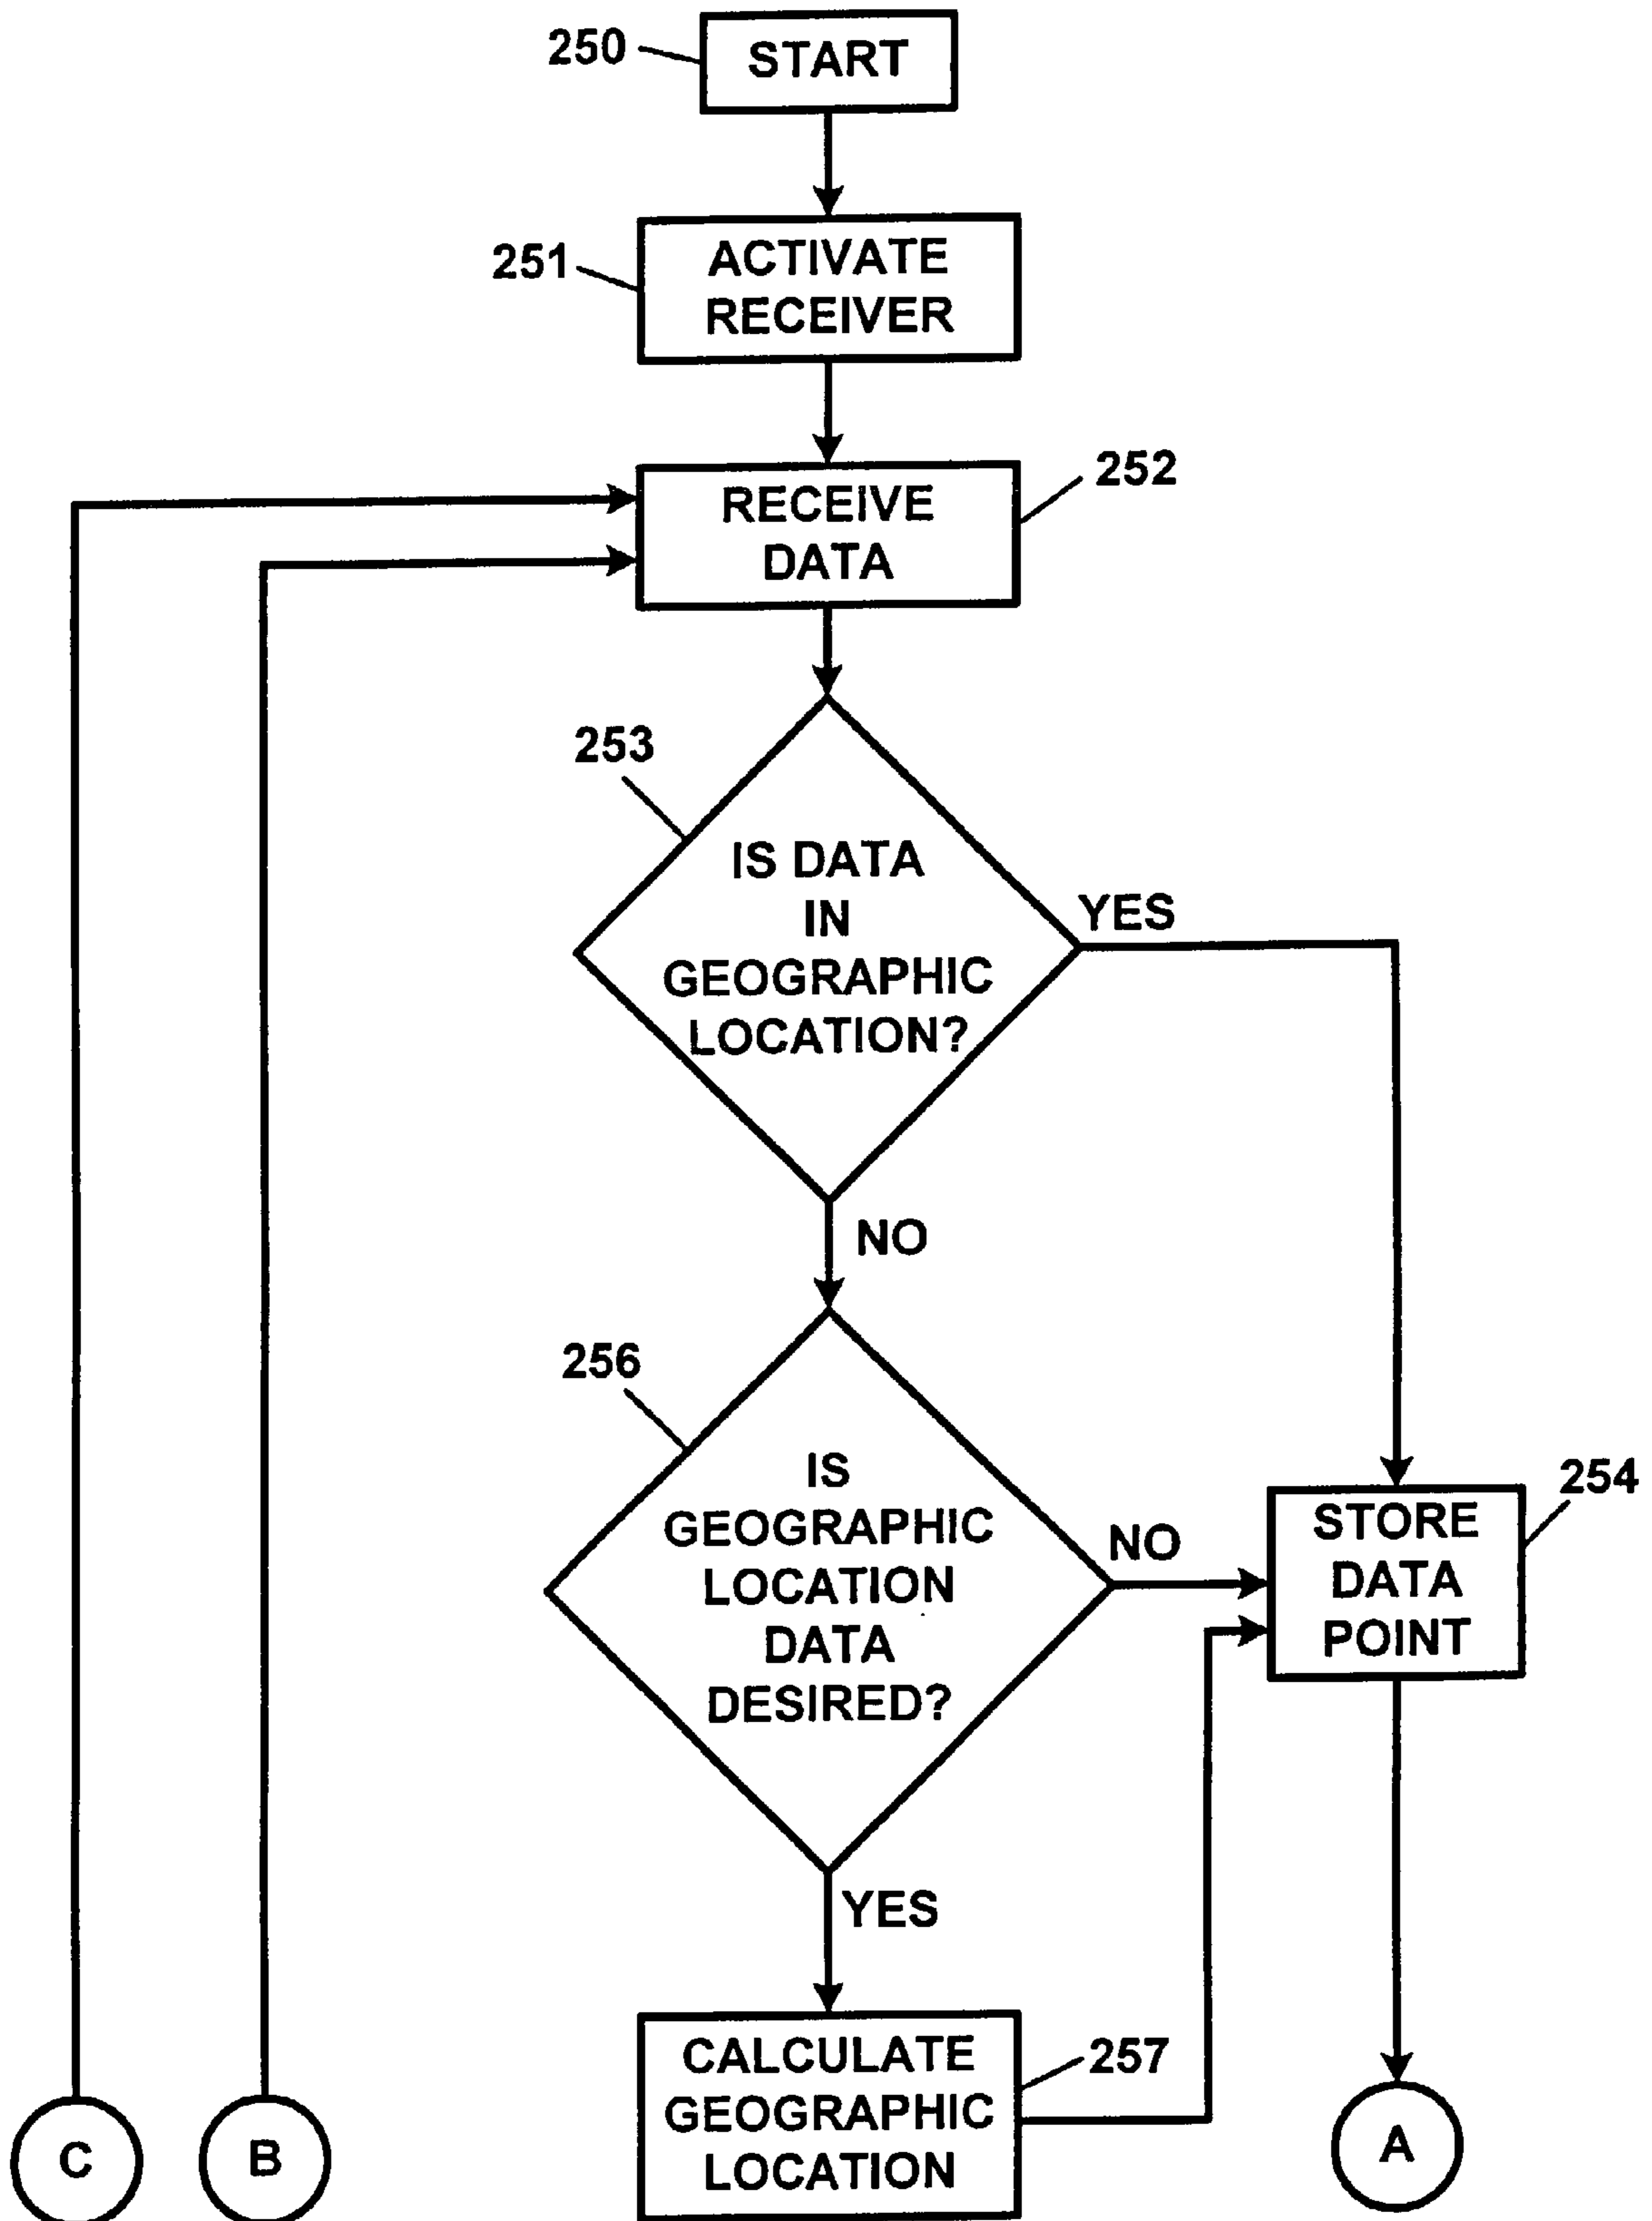 250
START
251
ACTIVATE
RECEIVER
252
RECEIVE
DATA
253
IS DATA
IN
GEOGRAPHIC
LOCATION?
YES
NO
256
IS
GEOGRAPHIC
LOCATION
DATA
DESIRED?
NO
254
STORE
DATA
POINT
YES
CALCULATE
GEOGRAPHIC
LOCATION
257
C
B
A